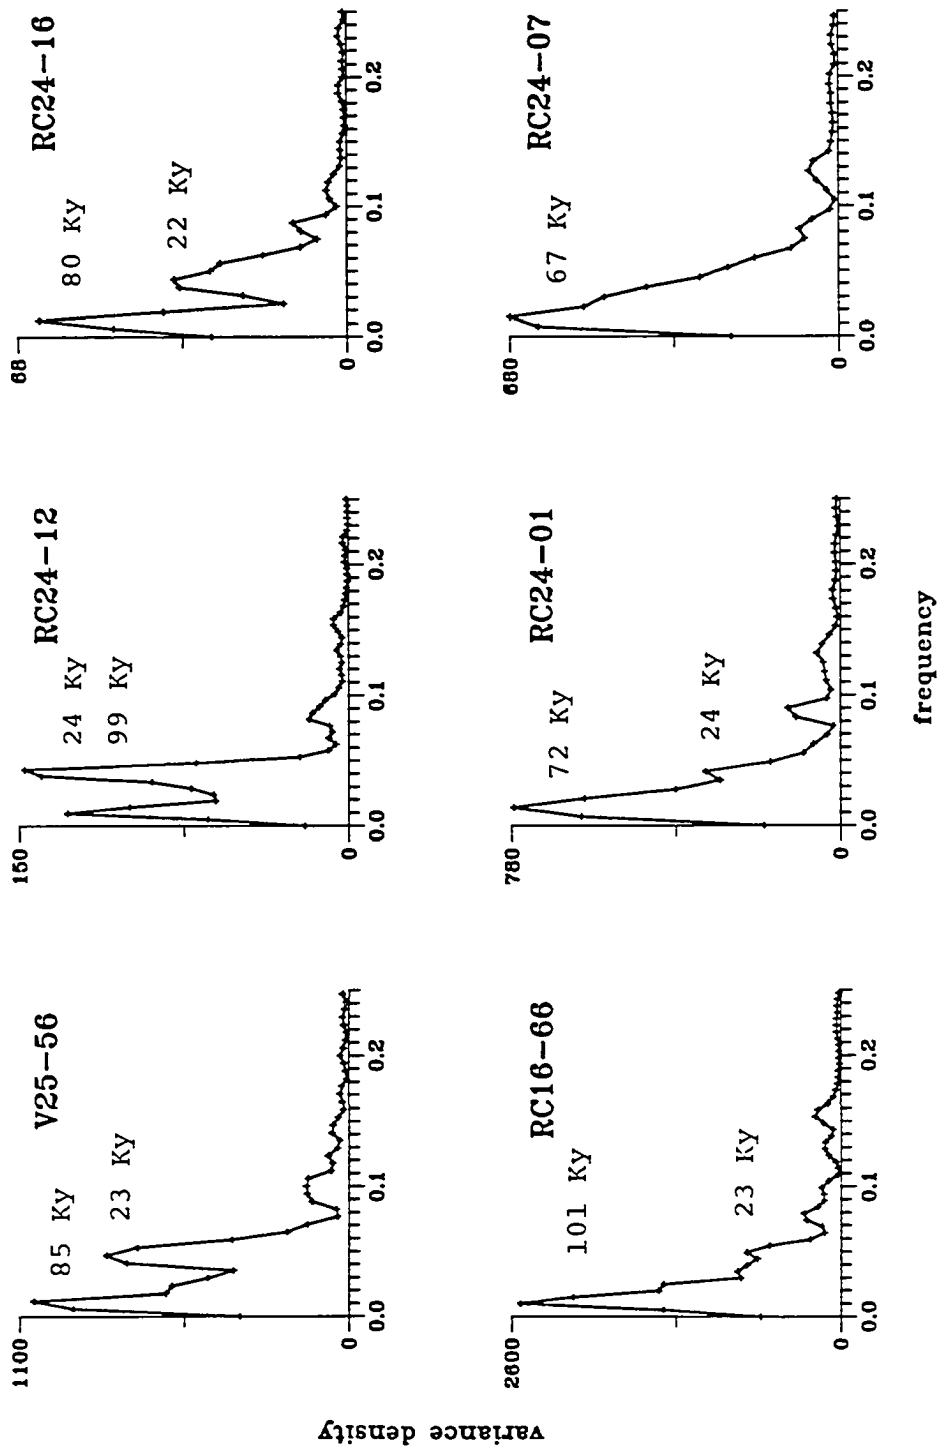 V25-56
85 Ky
23 Ky
1100
0
0.0
0.1
0.2
RC24-12
24 Ky
99 Ky
150
0
0.0
0.1
0.2
RC24-16
80 Ky
22 Ky
68
0
0.0
0.1
0.2
RC16-66
101 Ky
23 Ky
2600
0
0.0
0.1
0.2
RC24-01
72 Ky
24 Ky
780
0
0.0
0.1
0.2
RC24-07
67 Ky
680
0
0.0
0.1
0.2
variance density
frequency